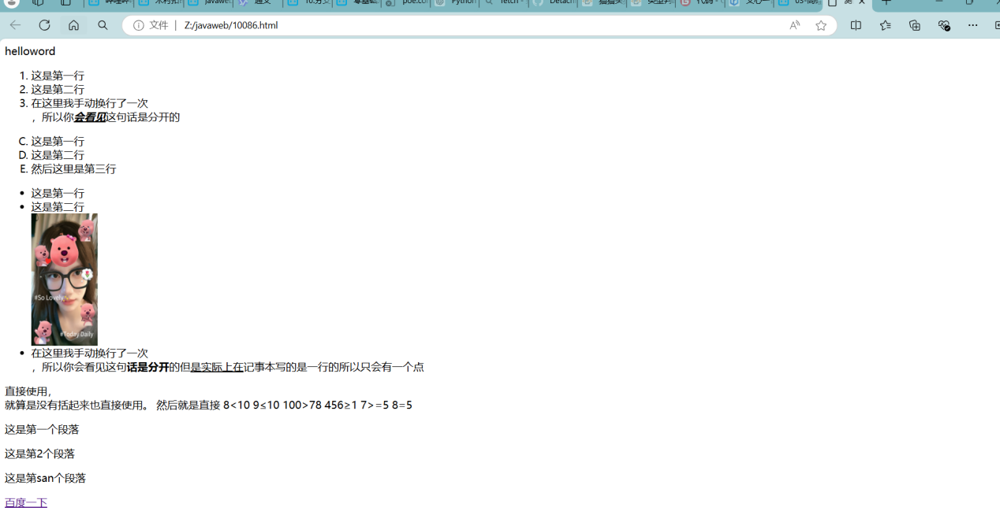 文件 | Z:/javaweb/10086.html
helloword
1. 这是第一行
2. 这是第二行
3. 在这里我手动换行了一次
，所以你会看见这句话是分开的
C. 这是第一行
D. 这是第二行
E. 然后这里是第三行
• 这是第一行
• 这是第二行
#So Lovely
#Today Daily
• 在这里我手动换行了一次
，所以你会看见这句话是分开的但是实际上在记事本写的是一行的所以只会有一个点
直接使用，
就算是没有括起来也直接使用。 然后就是直接 8<10 9≤10 100>78 456≥1 7>=5 8=5
这是第一个段落
这是第2个段落
这是第san个段落
百度一下